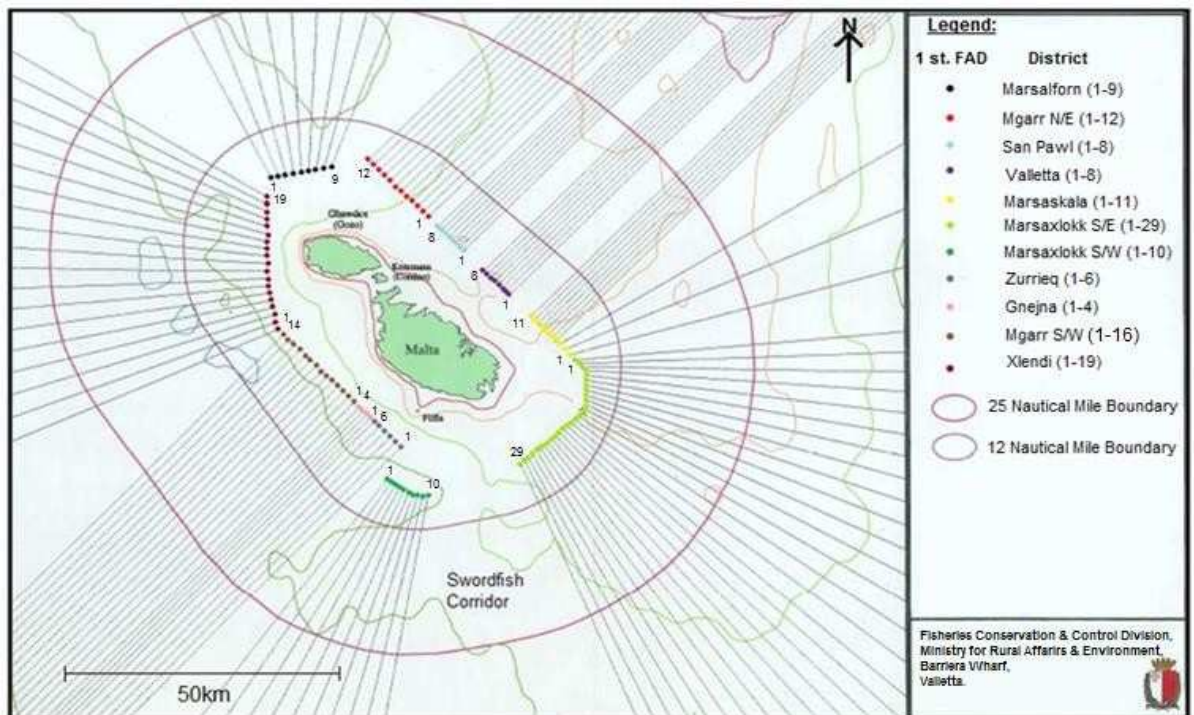 N
1
9
19
12
1
8
1
8
1
11
1
1
1
14
1
4
1
6
1
1
10
29
Għawdex
(Gozo)
Kemmuna
(Comino)
Malta
Filfla
Swordfish
Corridor
50km
Legend:
1 st. FAD District
Marsalforn (1-9)
Mgarr N/E (1-12)
San Pawl (1-8)
Valletta (1-8)
Marsaskala (1-11)
Marsaxlokk S/E (1-29)
Marsaxlokk S/W (1-10)
Zurrieq (1-6)
Gnejna (1-4)
Mgarr S/W (1-16)
Xlendi (1-19)
25 Nautical Mile Boundary
12 Nautical Mile Boundary
Fisheries Conservation & Control Division,
Ministry for Rural Affarirs & Environment,
Barriera Wharf,
Valletta.